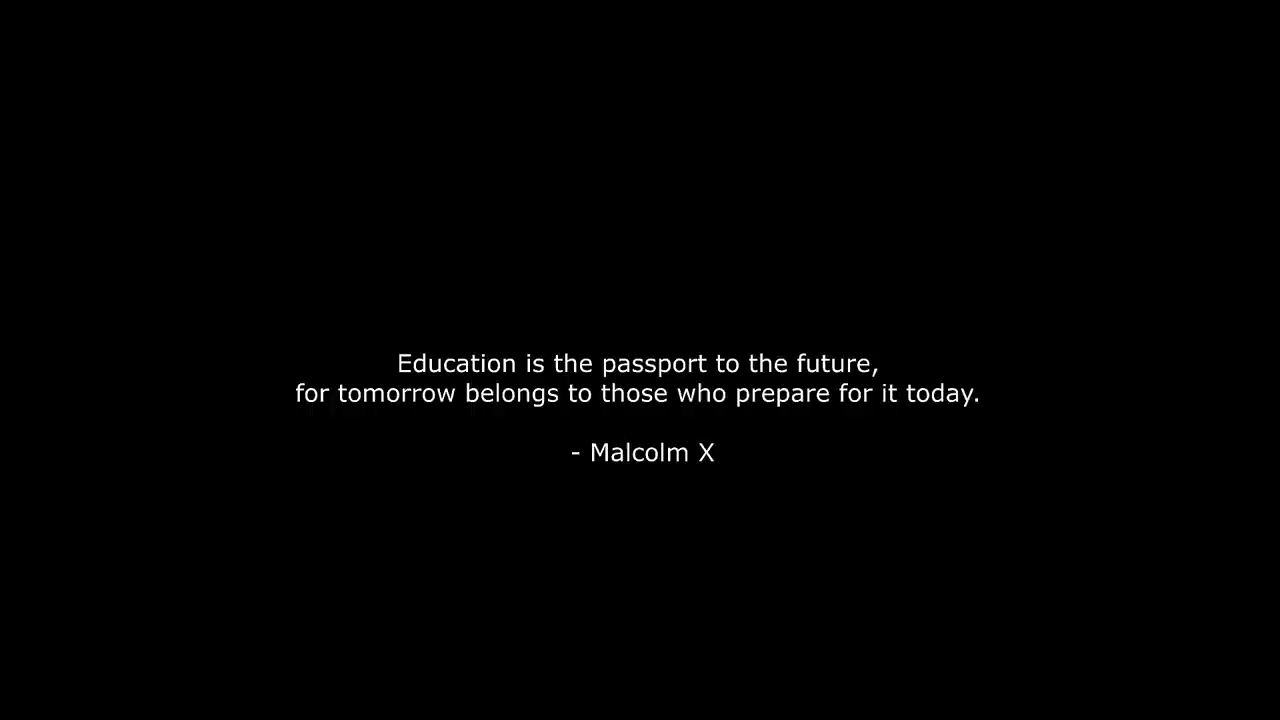 Education is the passport to the future,
for tomorrow belongs to those who prepare for it today.
- Malcolm X